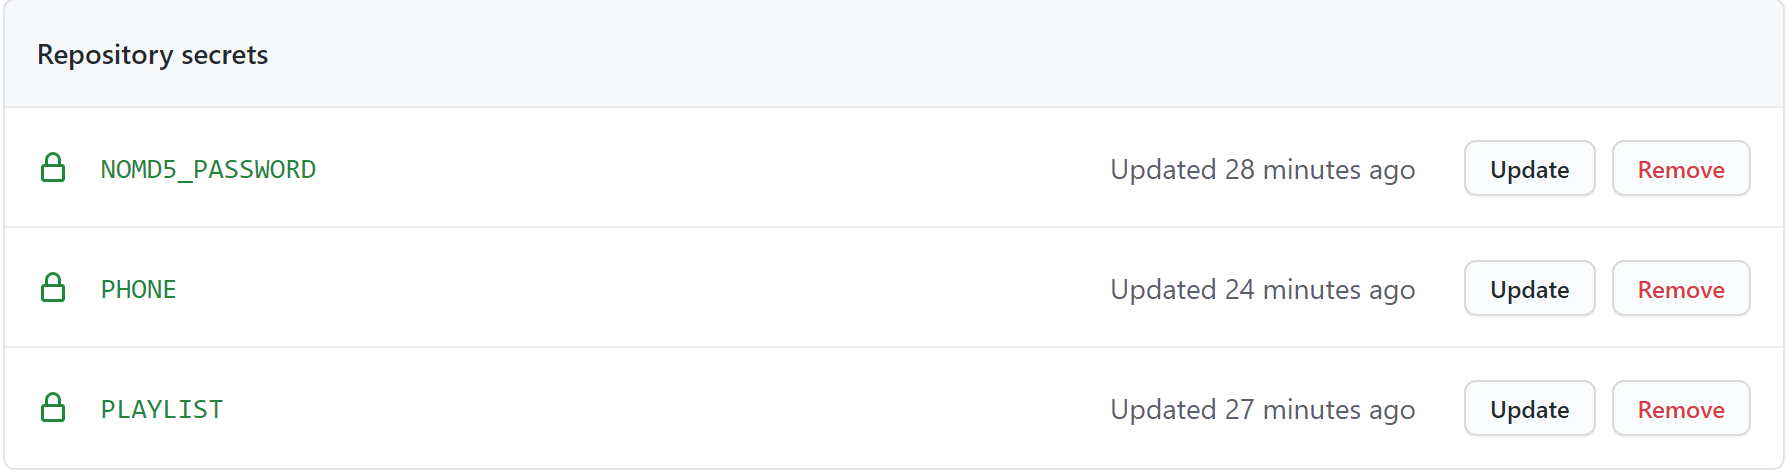 Repository secrets
NOMD5_PASSWORD Updated 28 minutes ago Update Remove
PHONE Updated 24 minutes ago Update Remove
PLAYLIST Updated 27 minutes ago Update Remove